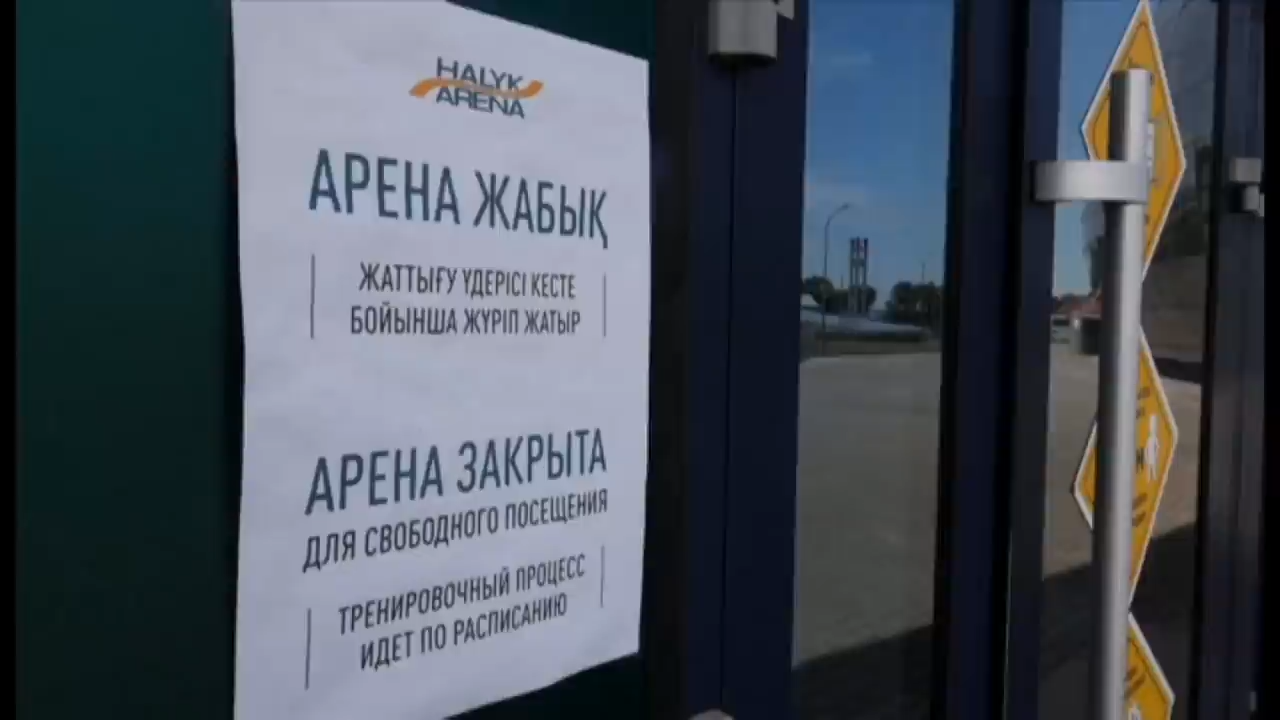 HALYK
ARENA
АРЕНА ЖАБЫҚ
ЖАТТЫҒУ ҮДЕРІСІ КЕСТЕ
БОЙЫНША ЖҮРІП ЖАТЫР
АРЕНА ЗАКРЫТА
ДЛЯ СВОБОДНОГО ПОСЕЩЕНИЯ
ТРЕНИРОВОЧНЫЙ ПРОЦЕСС
ИДЕТ ПО РАСПИСАНИЮ